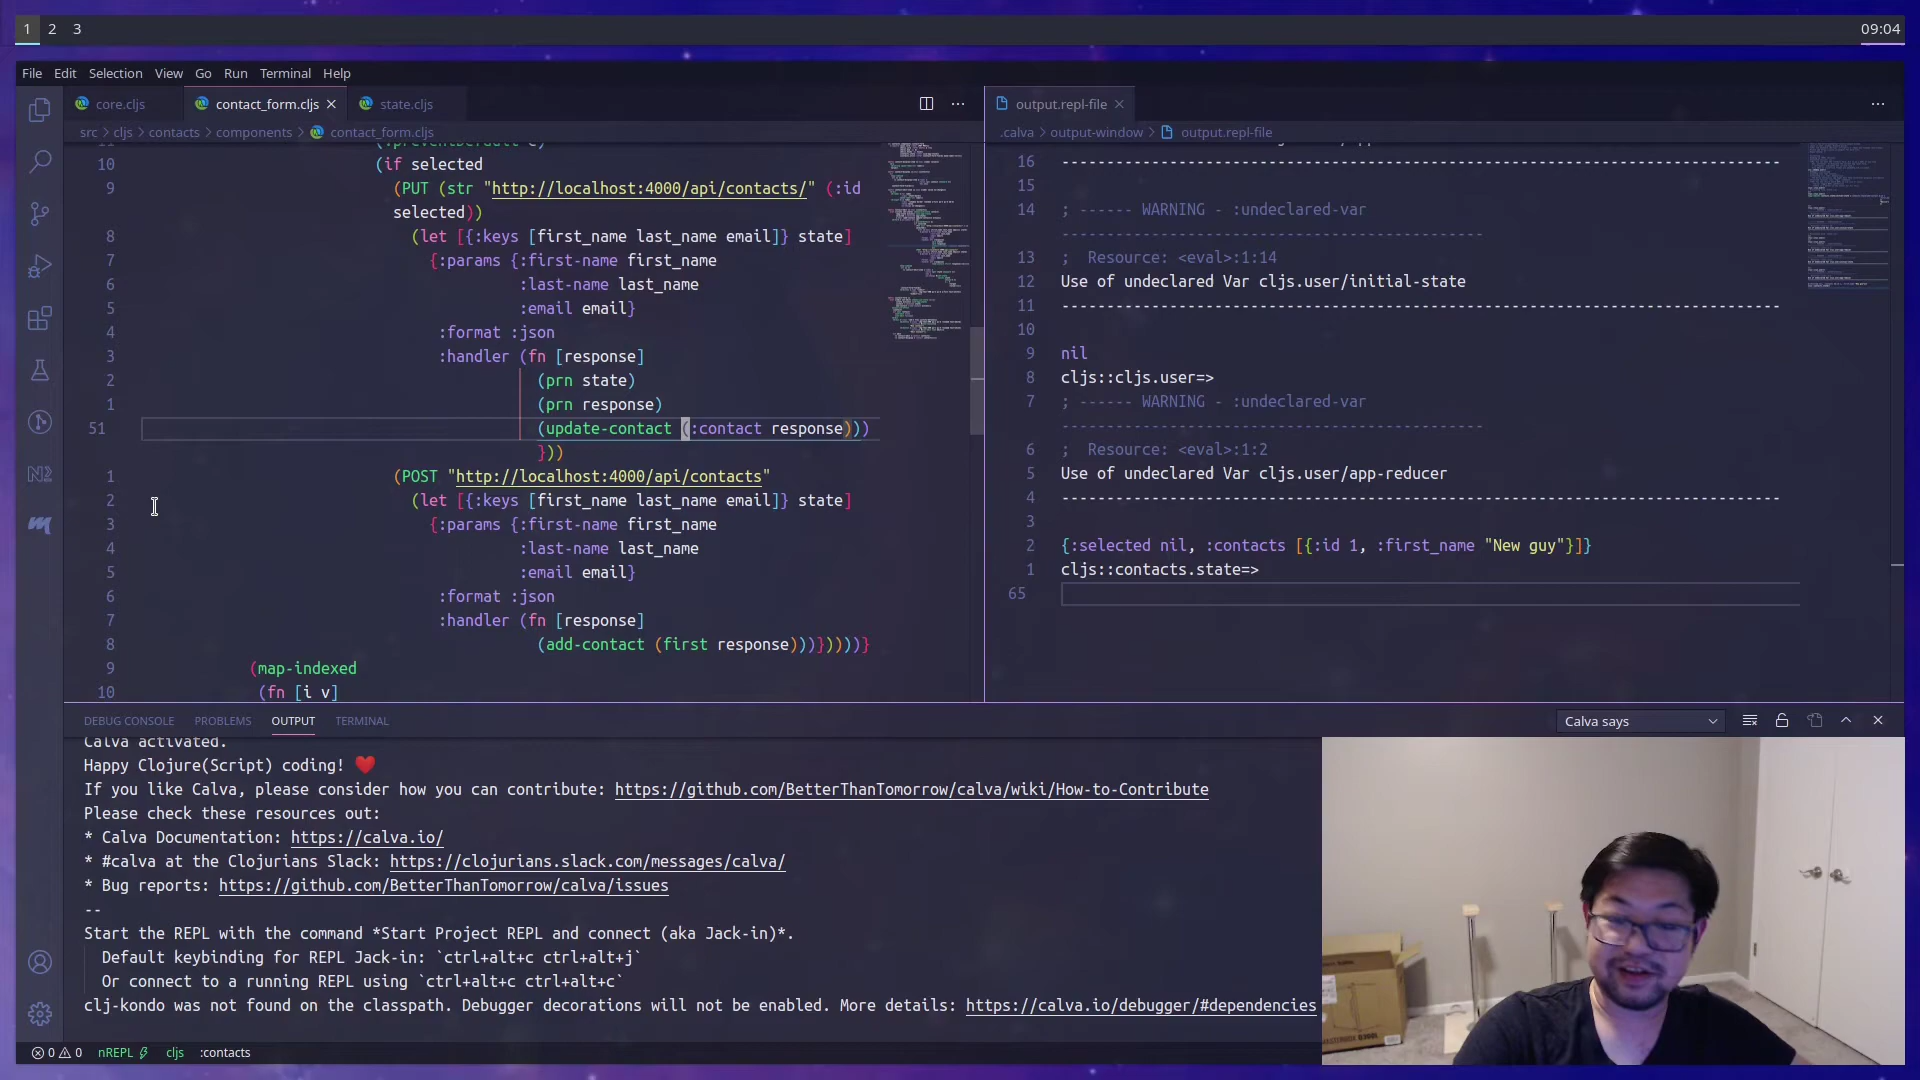 1 2 3
09:04
File Edit Selection View Go Run Terminal Help
core.cljs contact_form.cljs state.cljs
src cljs contacts components contact_form.cljs
10 (if selected
9 (PUT (str "http://localhost:4000/api/contacts/" (:id
selected))
8 (let [{:keys [first_name last_name email]} state]
7 {:params {:first-name first_name
6 :last-name last_name
5 :email email}
4 :format :json
3 :handler (fn [response]
2 (prn state)
1 (prn response)
51 (update-contact (:contact response)))
}))
1 (POST "http://localhost:4000/api/contacts"
2 (let [{:keys [first_name last_name email]} state]
3 {:params {:first-name first_name
4 :last-name last_name
5 :email email}
6 :format :json
7 :handler (fn [response]
8 (add-contact (first response)))}))))}
9 (map-indexed
10 (fn [i v]
output.repl-file
.calva output-window output.repl-file
16 --------------------------------------------------------------------------------
15
14 ; ------ WARNING - :undeclared-var
-----------------------------------------------
13 ;  Resource: <eval>:1:14
12 Use of undeclared Var cljs.user/initial-state
11 --------------------------------------------------------------------------------
10
9 nil
8 cljs::cljs.user=>
7 ; ------ WARNING - :undeclared-var
-----------------------------------------------
6 ;  Resource: <eval>:1:2
5 Use of undeclared Var cljs.user/app-reducer
4 --------------------------------------------------------------------------------
3
2 {:selected nil, :contacts [{:id 1, :first_name "New guy"}]}
1 cljs::contacts.state=>
65
DEBUG CONSOLE PROBLEMS OUTPUT TERMINAL
Calva says
Calva activated.
Happy Clojure(Script) coding! ❤️
If you like Calva, please consider how you can contribute: https://github.com/BetterThanTomorrow/calva/wiki/How-to-Contribute
Please check these resources out:
* Calva Documentation: https://calva.io/
* #calva at the Clojurians Slack: https://clojurians.slack.com/messages/calva/
* Bug reports: https://github.com/BetterThanTomorrow/calva/issues
--
Start the REPL with the command *Start Project REPL and connect (aka Jack-in)*.
Default keybinding for REPL Jack-in: `ctrl+alt+c ctrl+alt+j`
Or connect to a running REPL using `ctrl+alt+c ctrl+alt+c`
clj-kondo was not found on the classpath. Debugger decorations will not be enabled. More details: https://calva.io/debugger/#dependencies
0 0 nREPL cljs :contacts